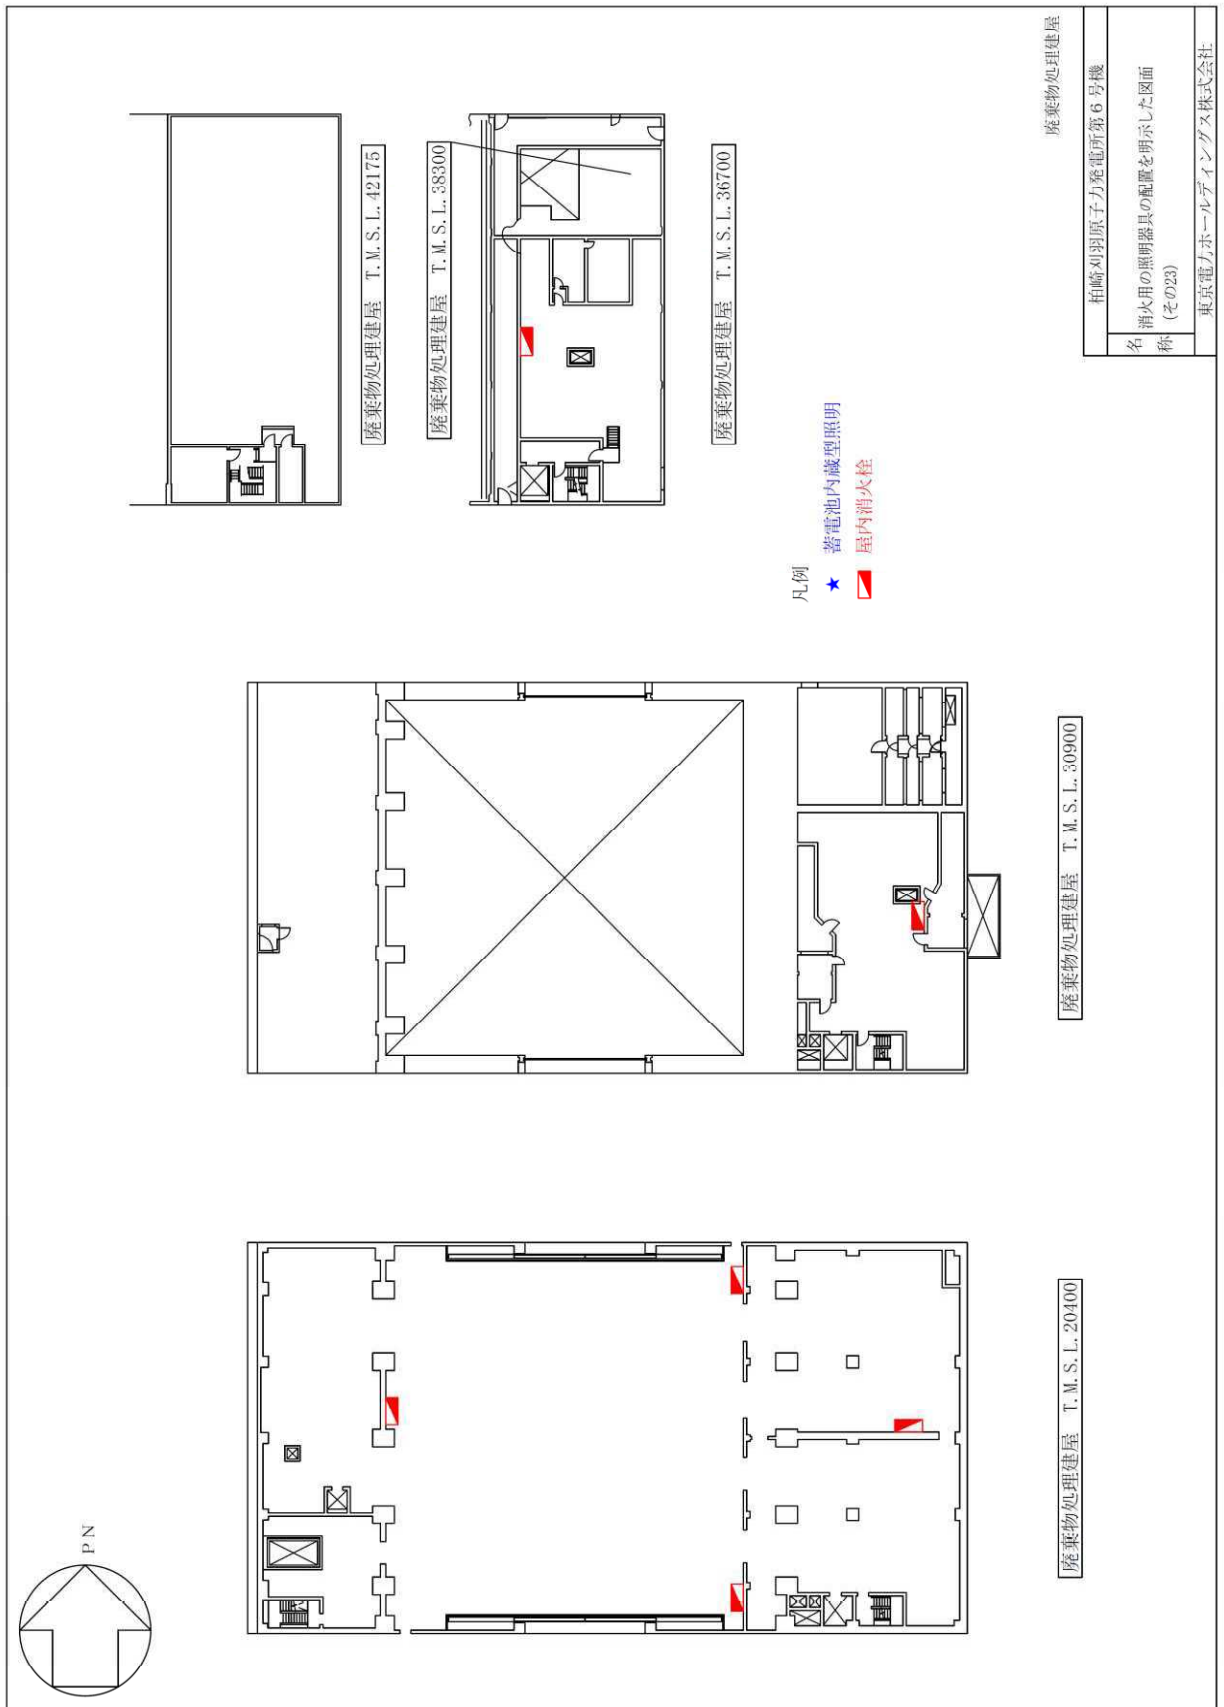 PN
廃棄物処理建屋 T.M.S.L. 20400
廃棄物処理建屋 T.M.S.L. 30900
廃棄物処理建屋 T.M.S.L. 42175
廃棄物処理建屋 T.M.S.L. 38300
廃棄物処理建屋 T.M.S.L. 36700
凡例
★ 蓄電池内蔵型照明
屋内消火栓
廃棄物処理建屋
柏崎刈羽原子力発電所第6号機
名称
消火用の照明器具の配置を明示した図面
(その23)
東京電力ホールディングス株式会社